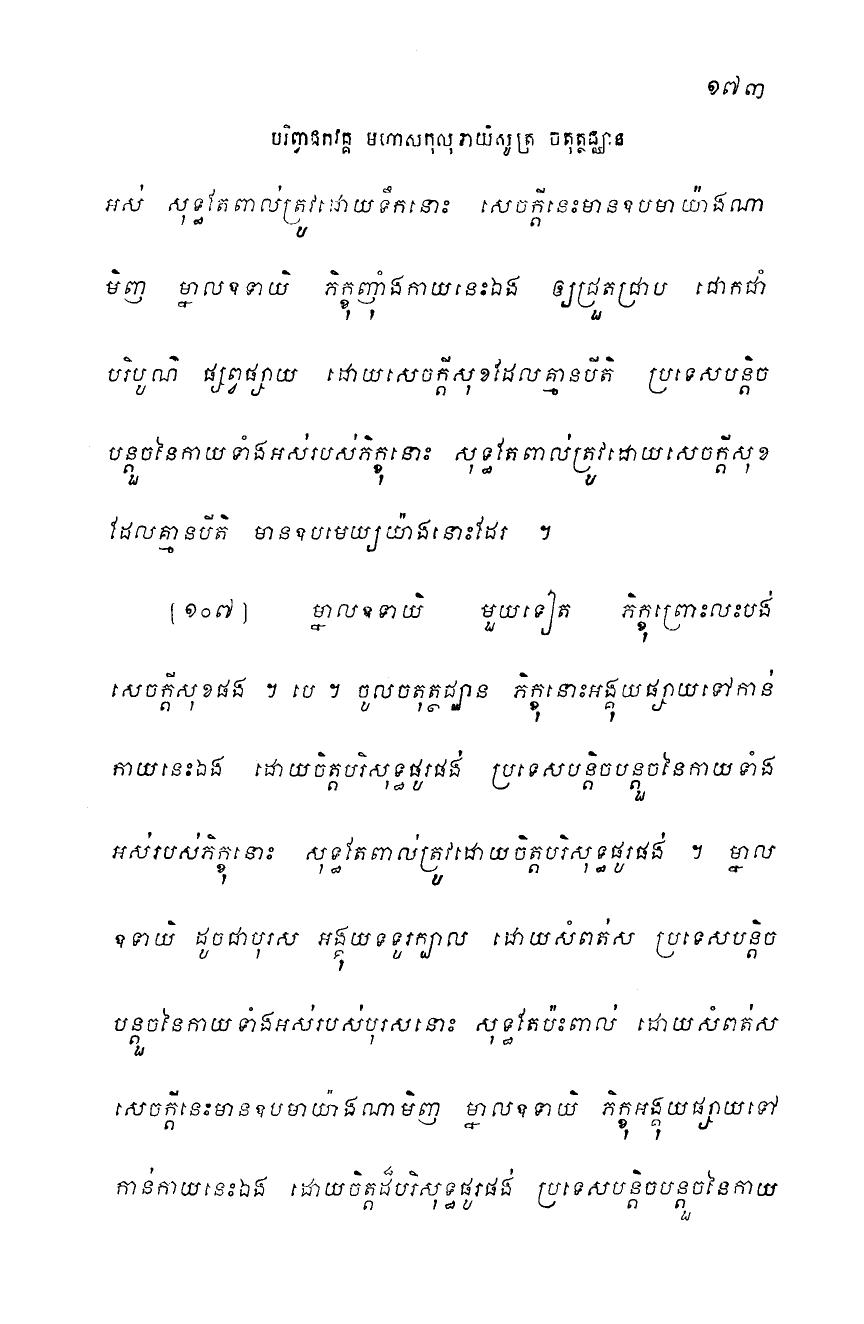 ១៧៣
បរិព្វាជកវគ្គ មហាសកុលុទាយិសូត្រ ចតុត្ថជ្ឈាន
អស់ សុទ្ធតែពាល់ត្រូវដោយទឹកនោះ សេចក្តីនេះមានឧបមាយ៉ាងណា
មិញ ម្នាលឧទាយិ ភិក្ខុញ៉ាំងកាយនេះឯង ឲ្យជ្រួតជ្រាប ជោកជាំ
បរិបូណ៌ ផ្សព្វផ្សាយ ដោយសេចក្តីសុខដែលគ្មានបីតិ ប្រទេសបន្តិច
បន្តួចនៃកាយទាំងអស់របស់ភិក្ខុនោះ សុទ្ធតែពាល់ត្រូវដោយសេចក្តីសុខ
ដែលគ្មានបីតិ មានឧបមេយ្យយ៉ាងនោះដែរ ។
[១០៧] ម្នាលឧទាយិ មួយទៀត ភិក្ខុព្រោះលះបង់
សេចក្តីសុខផង ។ បេ ។ ចូលចតុត្ថជ្ឈាន ភិក្ខុនោះអង្គុយផ្សាយទៅកាន់
កាយនេះឯង ដោយចិត្តបរិសុទ្ធផូរផង់ ប្រទេសបន្តិចបន្តួចនៃកាយទាំង
អស់របស់ភិក្ខុនោះ សុទ្ធតែពាល់ត្រូវដោយចិត្តបរិសុទ្ធផូរផង់ ។ ម្នាល
ឧទាយិ ដូចជាបុរស អង្គុយទទូរក្បាល ដោយសំពត់ស ប្រទេសបន្តិច
បន្តួចនៃកាយទាំងអស់របស់បុរសនោះ សុទ្ធតែប៉ះពាល់ ដោយសំពត់ស
សេចក្តីនេះមានឧបមាយ៉ាងណាមិញ ម្នាលឧទាយិ ភិក្ខុអង្គុយផ្សាយទៅ
កាន់កាយនេះឯង ដោយចិត្តដ៏បរិសុទ្ធផូរផង់ ប្រទេសបន្តិចបន្តួចនៃកាយ